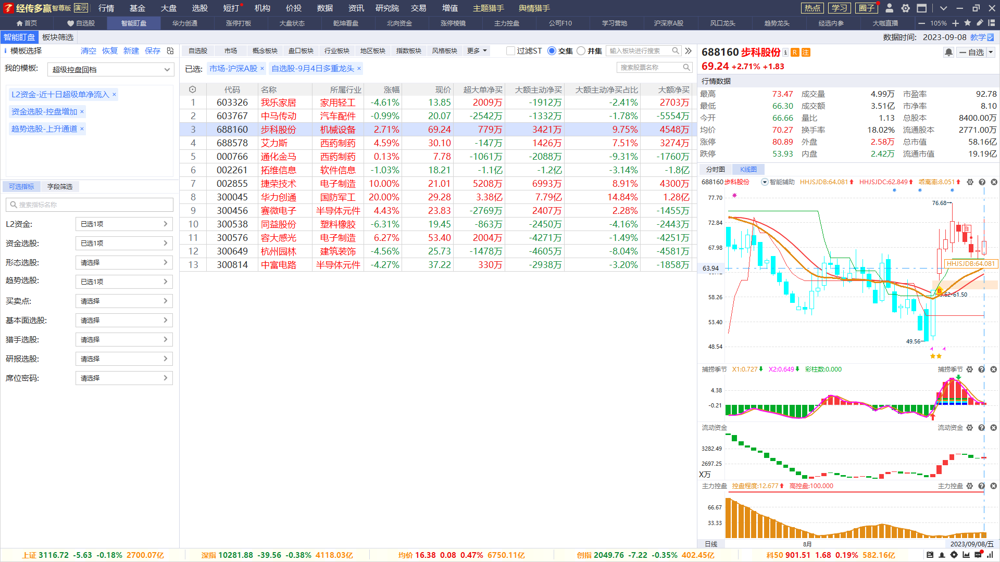 经传多赢 智尊版 演示 行情 基金 大盘 选股 短打 机构 价投 数据 资讯 研究院 交易 增值 主题猎手 舆情猎手 热点 学习 圈子
首页 自选股 智能盯盘 华力创通 涨停打板 大盘状态 乾坤看盘 北向资金 涨停棱镜 主力控盘 公司F10 学习营地 沪深京A股 风口龙头 趋势龙头 经选内参 大咖直播 105%
智能盯盘 板块筛选 数据时间: 2023-09-08 教学
模板选择 清空 恢复 新建 保存
我的模板: 超级控盘回档
L2资金-近十日超级单净流入 ×
资金选股-控盘增加 ×
趋势选股-上升通道 ×
可选指标 字段筛选
搜索指标名称
L2资金: 已选1项
资金选股: 已选1项
形态选股: 请选择
趋势选股: 已选1项
买卖点: 请选择
基本面选股: 请选择
猎手选股: 请选择
研报选股: 请选择
席位密码: 请选择
自选股 市场 概念板块 盘口板块 行业板块 地区板块 指数板块 风格板块 更多 过滤ST 交集 并集 输入板块进行搜索
已选: 市场-沪深A股 × 自选股-9月4日多重龙头 × 搜索股票名称
代码 名称 所属行业 涨幅 现价 超大单净买 大额主动净买 大额主动净买占比 大额净买
1 603326 我乐家居 家用轻工 -4.61% 13.85 2009万 -1912万 -2.41% 2703万
2 603767 中马传动 汽车配件 -0.99% 20.07 -2542万 -1332万 -1.78% -5554万
3 688160 步科股份 机械设备 2.71% 69.24 779万 3421万 9.75% 4548万
4 688578 艾力斯 西药制药 4.59% 30.10 -147万 1426万 7.51% 3274万
5 000766 通化金马 西药制药 0.13% 7.78 -1061万 -2088万 -9.31% -1760万
6 002261 拓维信息 软件信息 -1.03% 18.21 -1.1亿 -1.2亿 -3.14% -1.8亿
7 002855 捷荣技术 电子制造 10.00% 21.01 5208万 6993万 8.91% 4300万
8 300045 华力创通 国防军工 20.00% 29.28 3.38亿 7.79亿 14.84% 1.28亿
9 300456 赛微电子 半导体元件 4.43% 23.83 -2769万 2407万 2.28% -1455万
10 300538 同益股份 塑料橡胶 -6.31% 19.45 -863万 -2450万 -4.16% -2443万
11 300576 容大感光 电子制造 6.27% 53.40 2004万 -4271万 -1.49% -4251万
12 300649 杭州园林 建筑装饰 -4.56% 25.73 -1478万 -4605万 -8.04% -4581万
13 300814 中富电路 半导体元件 -4.27% 37.22 330万 -2938万 -3.20% -1858万
688160 步科股份 R 注 自选
69.24 +2.71% +1.83
行情数据
最高 73.47 成交量 4.99万 市盈率 92.78
最低 66.30 成交额 3.51亿 市净率 8.10
今开 66.66 量比 1.13 总股本 8400.00万
均价 70.27 换手率 18.02% 流通股本 2771.00万
涨停 80.89 外盘 2.58万 总市值 58.16亿
跌停 53.93 内盘 2.42万 流通市值 19.19亿
分时图 K线图
688160 步科股份 智能辅助 HHJSJDB:64.081 HHJSJDC:62.849 乖离率:8.051
77.70
76.68
72.84
67.98
HHJSJDB:64.081
63.94
B
-61.50
58.26
53.40
49.56
48.54
捕捞季节 X1:0.727 X2:0.649 彩柱数:0.000 捕捞季节
4.38
-0.21
流动资金 流动资金
3282.49
2697.25
X万
主力控盘 控盘程度:12.677 高控盘:100.000 主力控盘
66.67
33.33
日线 8月 2023/09/08/五
上证 3116.72 -5.63 -0.18% 2700.07亿 深指 10281.88 -39.56 -0.38% 4118.03亿 均价 16.38 0.08 0.47% 6750.11亿 创指 2049.76 -7.22 -0.35% 402.45亿 科50 901.51 1.68 0.19% 582.16亿